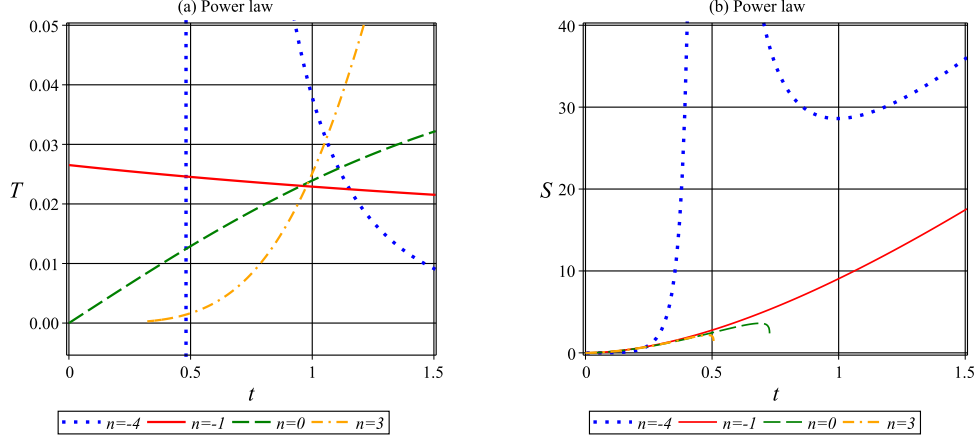 (a) Power law
0.05
0.04
0.03
T
0.02
0.01
0.00
0 0.5 1 1.5
t
n=-4 n=-1 n=0 n=3
(b) Power law
40
30
S 20
10
0
0 0.5 1 1.5
t
n=-4 n=-1 n=0 n=3